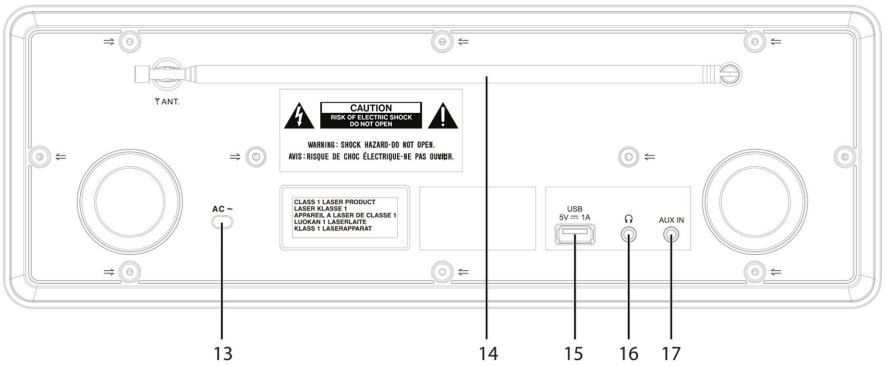 ANT.
CAUTION
RISK OF ELECTRIC SHOCK
DO NOT OPEN
WARNING: SHOCK HAZARD-DO NOT OPEN.
AVIS: RISQUE DE CHOC ÉLECTRIQUE-NE PAS
AC ~
CLASS 1 LASER PRODUCT
LASER KLASSE 1
APPAREIL A LASER DE CLASSE 1
LUOKAN 1 LASERLAITE
KLASS 1 LASERAPPARAT
USB
5V ⎓ 1A
AUX IN
13
14
15
16
17